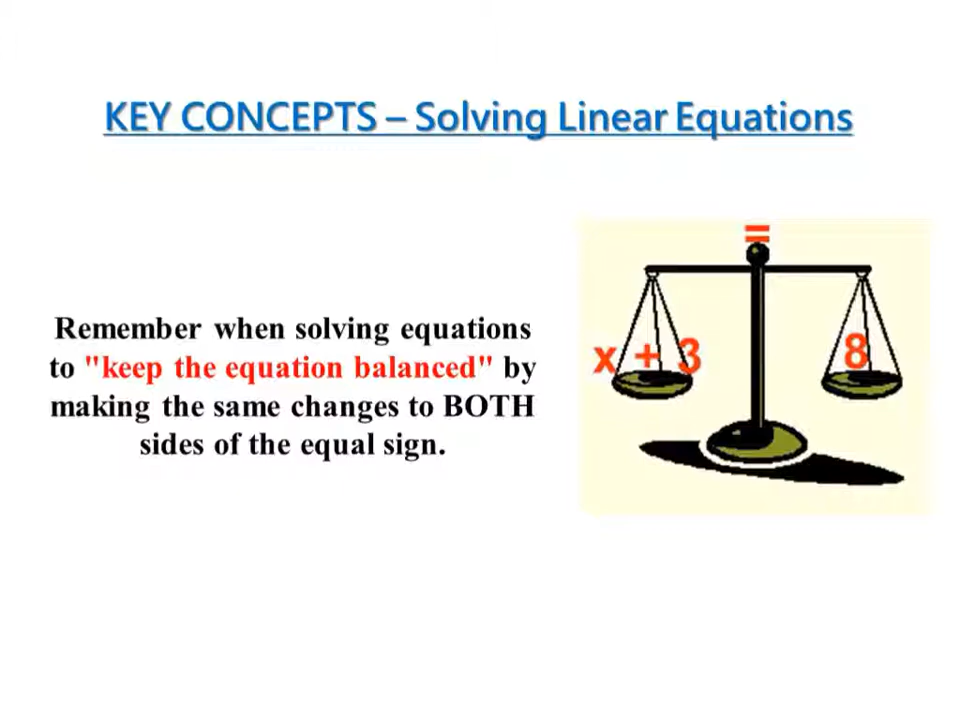 KEY CONCEPTS – Solving Linear Equations
Remember when solving equations
to "keep the equation balanced" by
making the same changes to BOTH
sides of the equal sign.
=
x + 3
8